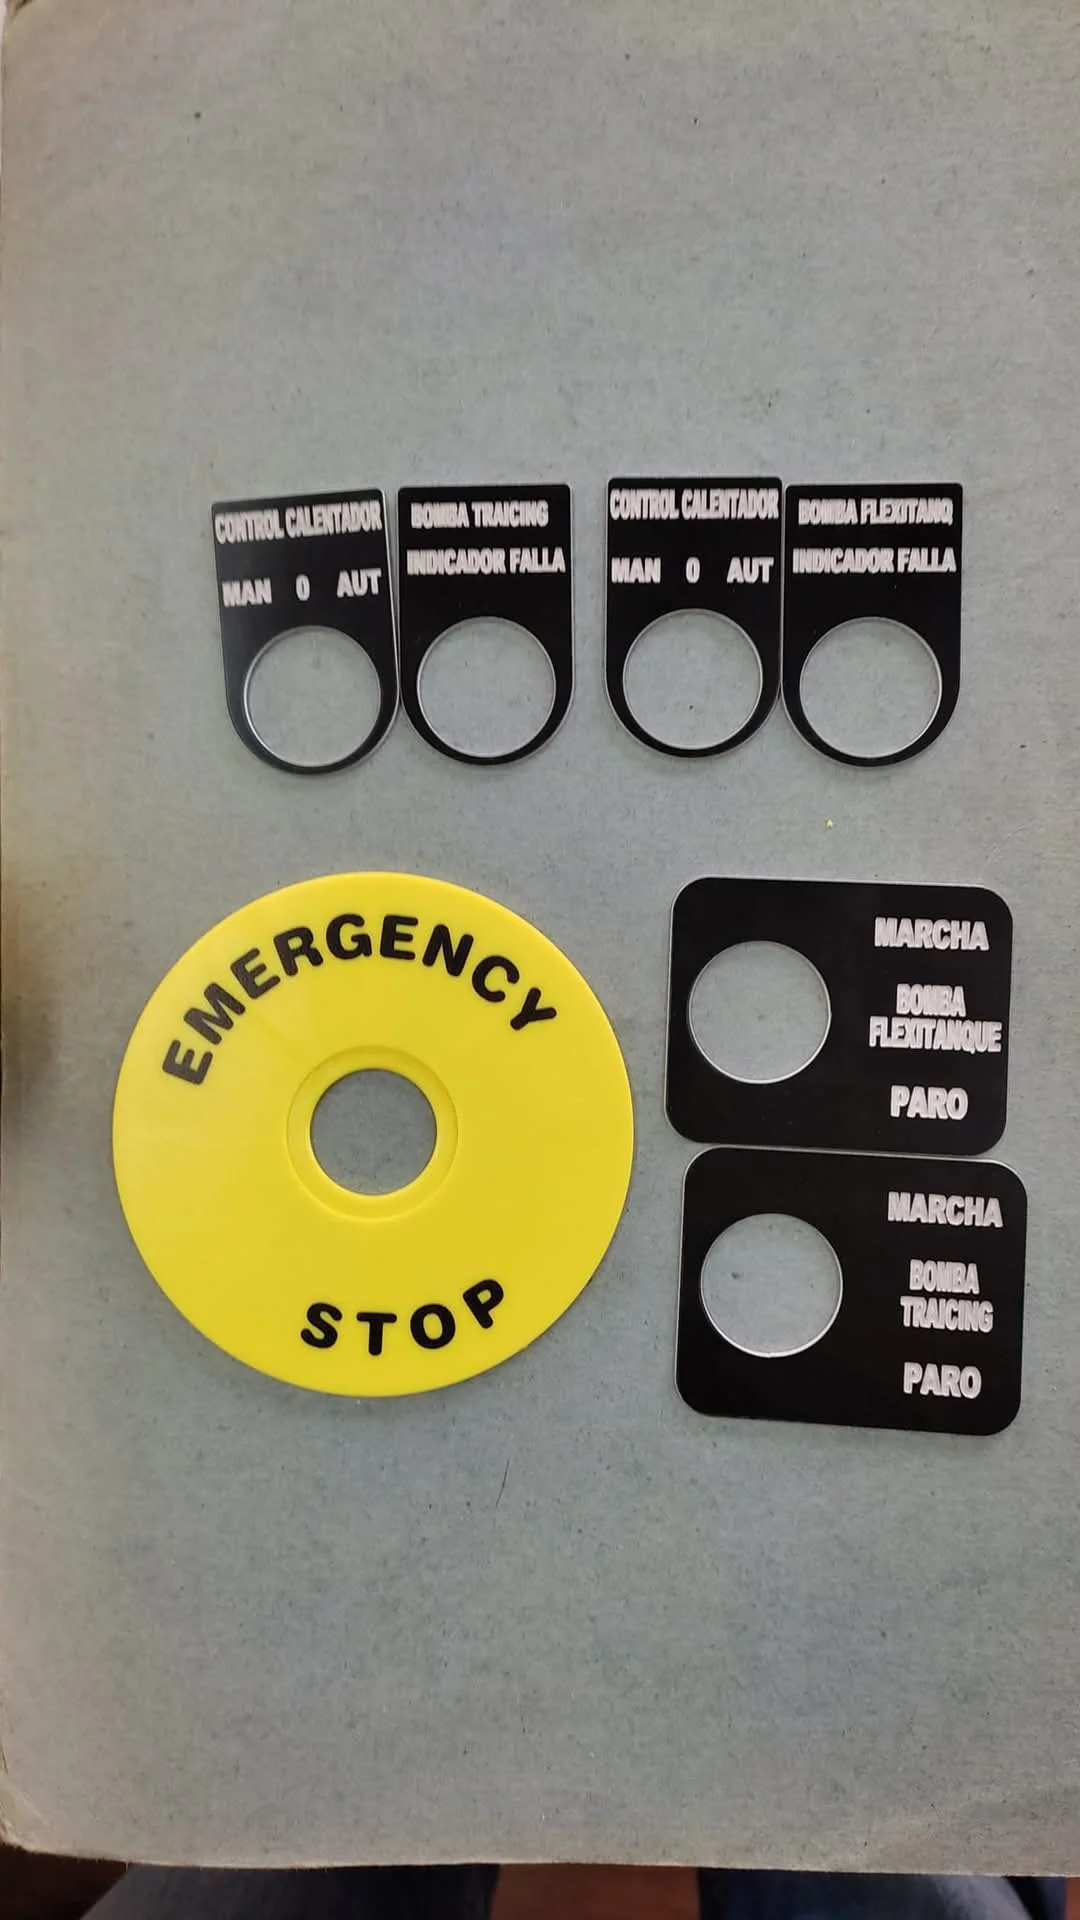 CONTROL CALENTADOR
MAN 0 AUT
BOMBA TRAICING
INDICADOR FALLA
CONTROL CALENTADOR
MAN 0 AUT
BOMBA FLEXITANQ
INDICADOR FALLA
EMERGENCY
STOP
MARCHA
BOMBA
FLEXITANQUE
PARO
MARCHA
BOMBA
TRAICING
PARO